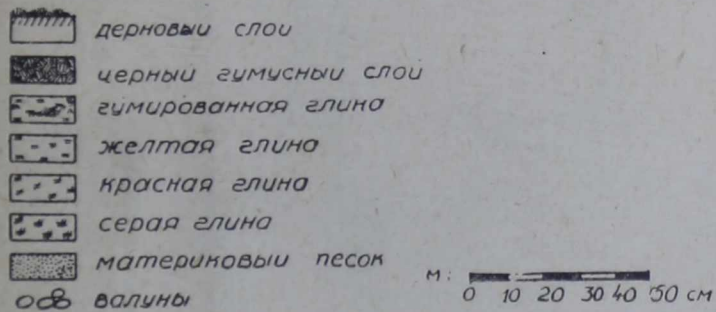 дерновый слой
черный гумусный слой
гумированная глина
желтая глина
красная глина
серая глина
материковый песок
валуны
м: 0 10 20 30 40 50 см